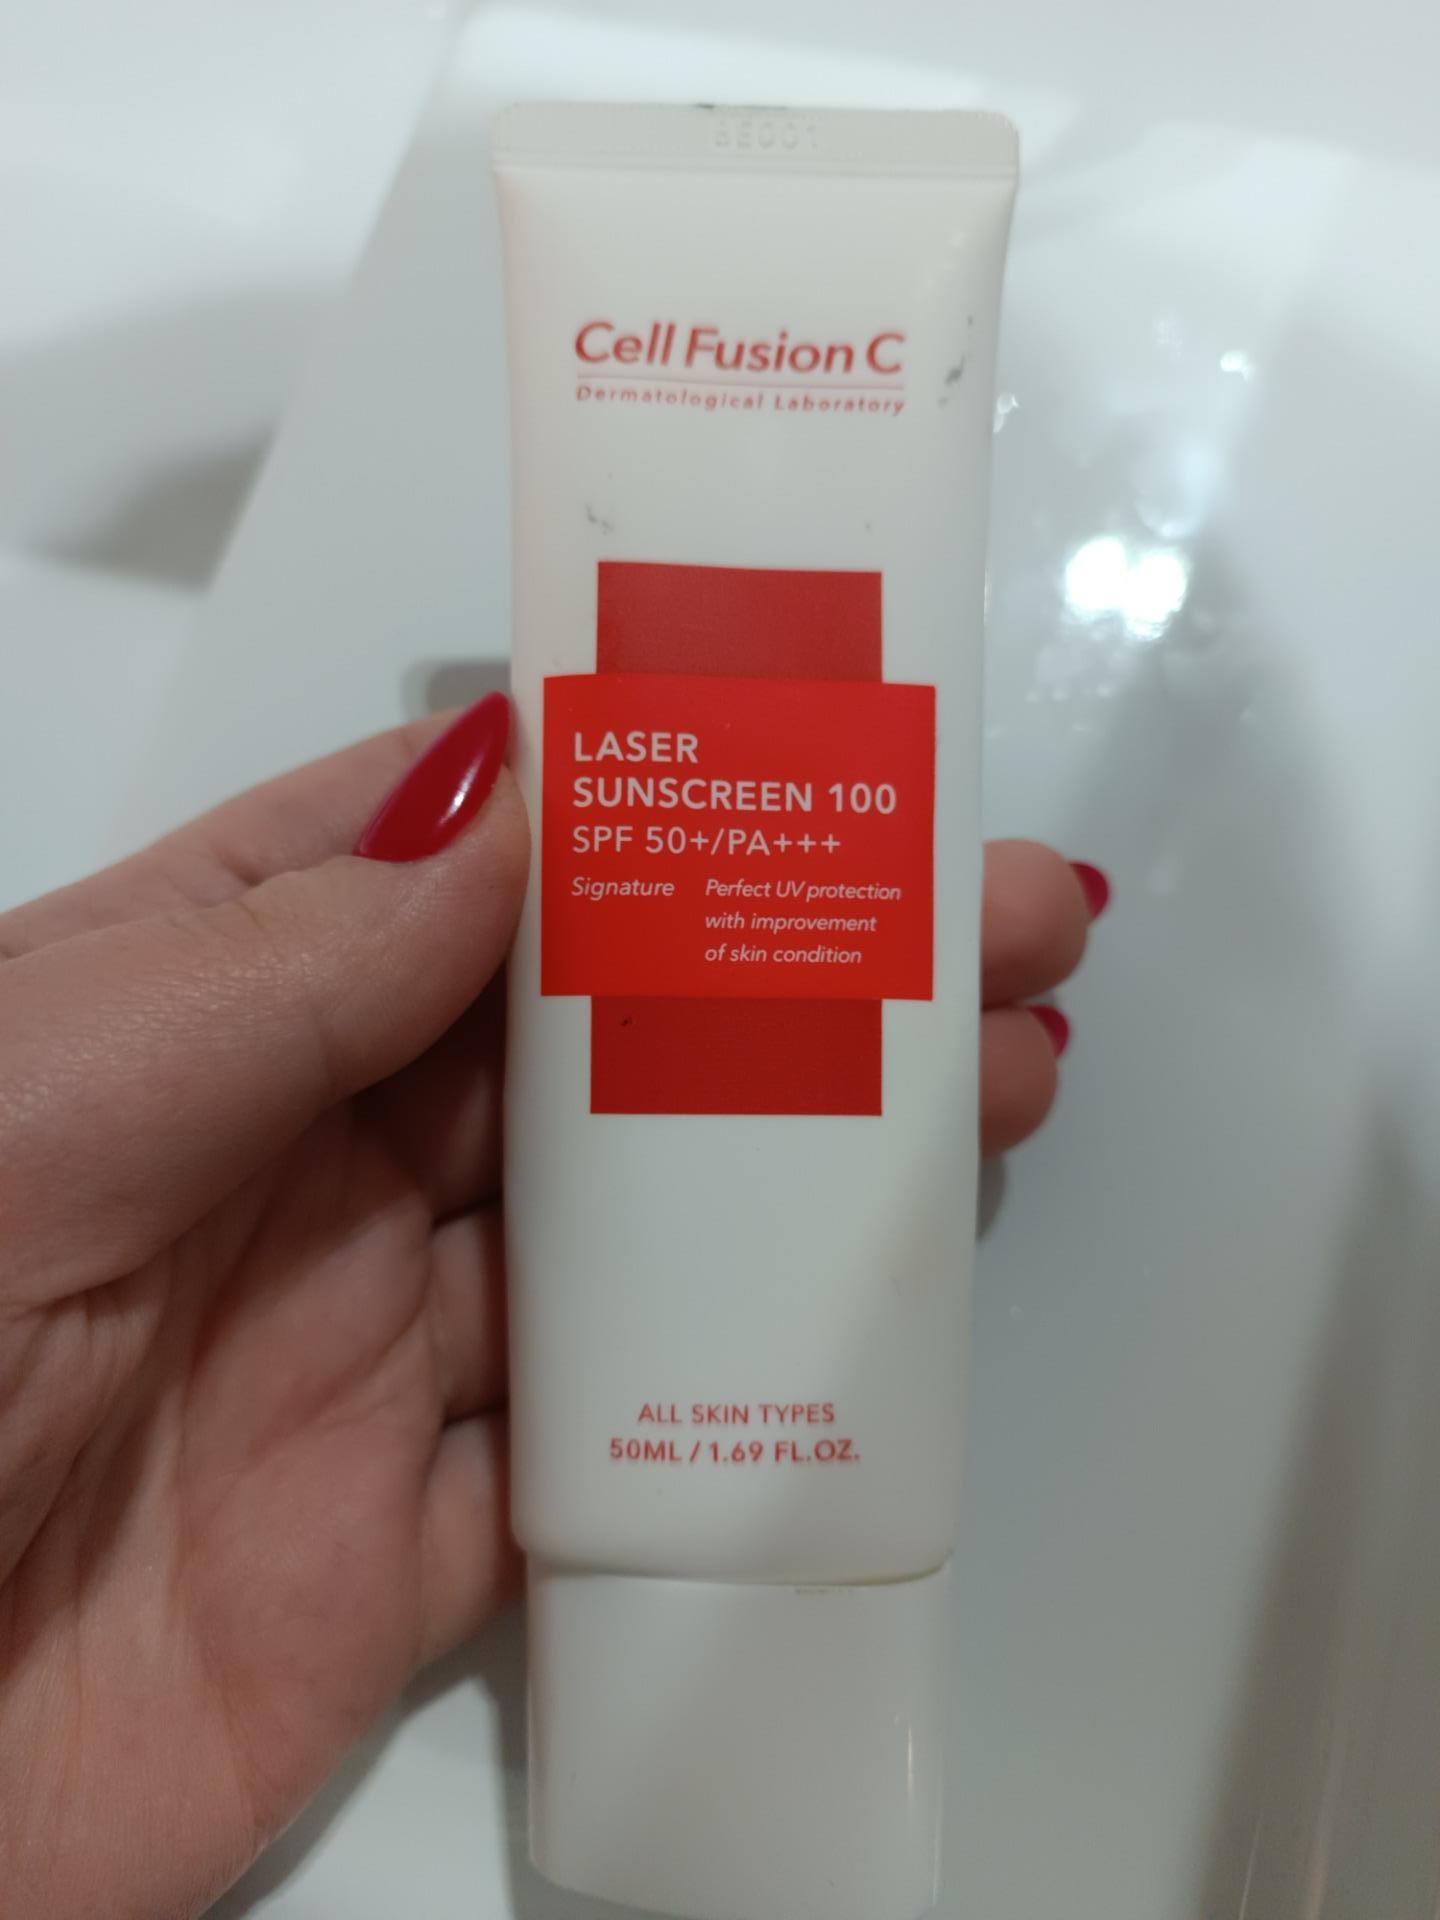 BE001
Cell Fusion C
Dermatological Laboratory
LASER
SUNSCREEN 100
SPF 50+/PA+++
Signature Perfect UV protection
with improvement
of skin condition
ALL SKIN TYPES
50ML / 1.69 FL.OZ.